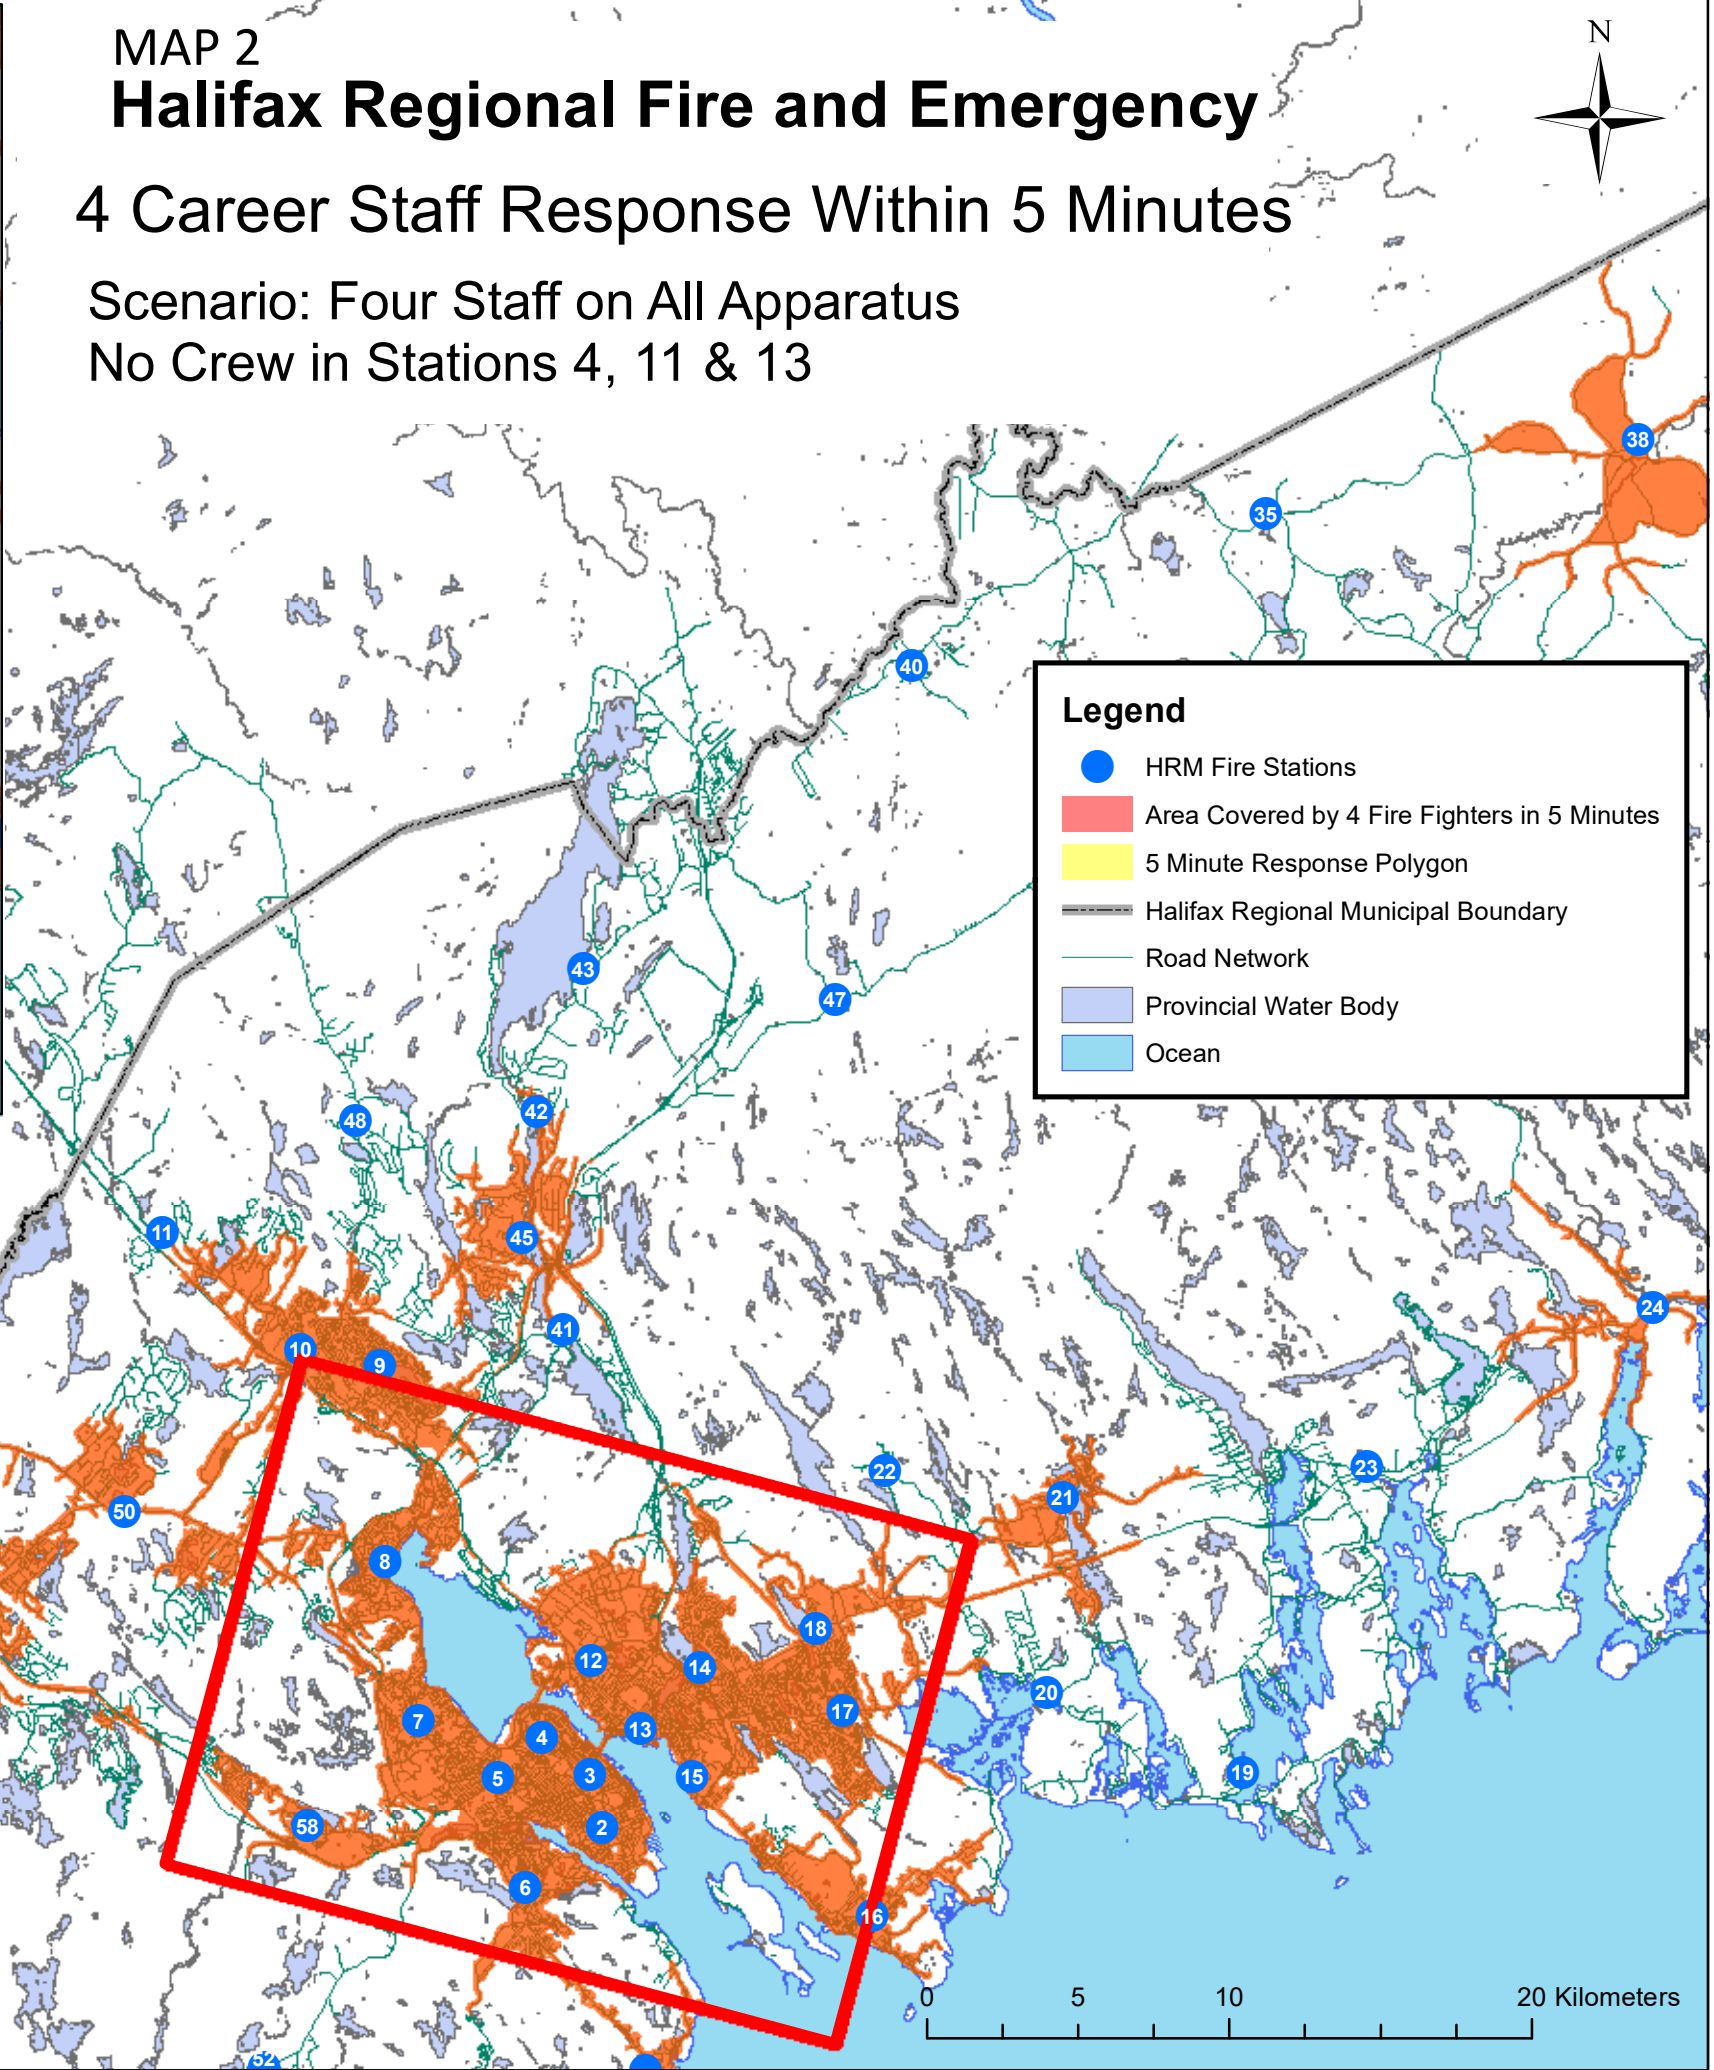 MAP 2
Halifax Regional Fire and Emergency
4 Career Staff Response Within 5 Minutes
Scenario: Four Staff on All Apparatus
No Crew in Stations 4, 11 & 13
N
38
35
40
Legend
HRM Fire Stations
Area Covered by 4 Fire Fighters in 5 Minutes
5 Minute Response Polygon
Halifax Regional Municipal Boundary
Road Network
Provincial Water Body
Ocean
43
47
42
48
11
45
24
41
10
9
22
23
21
50
8
18
12
14
20
17
7
13
4
5
3
15
19
58
2
6
16
0 5 10 20 Kilometers
52